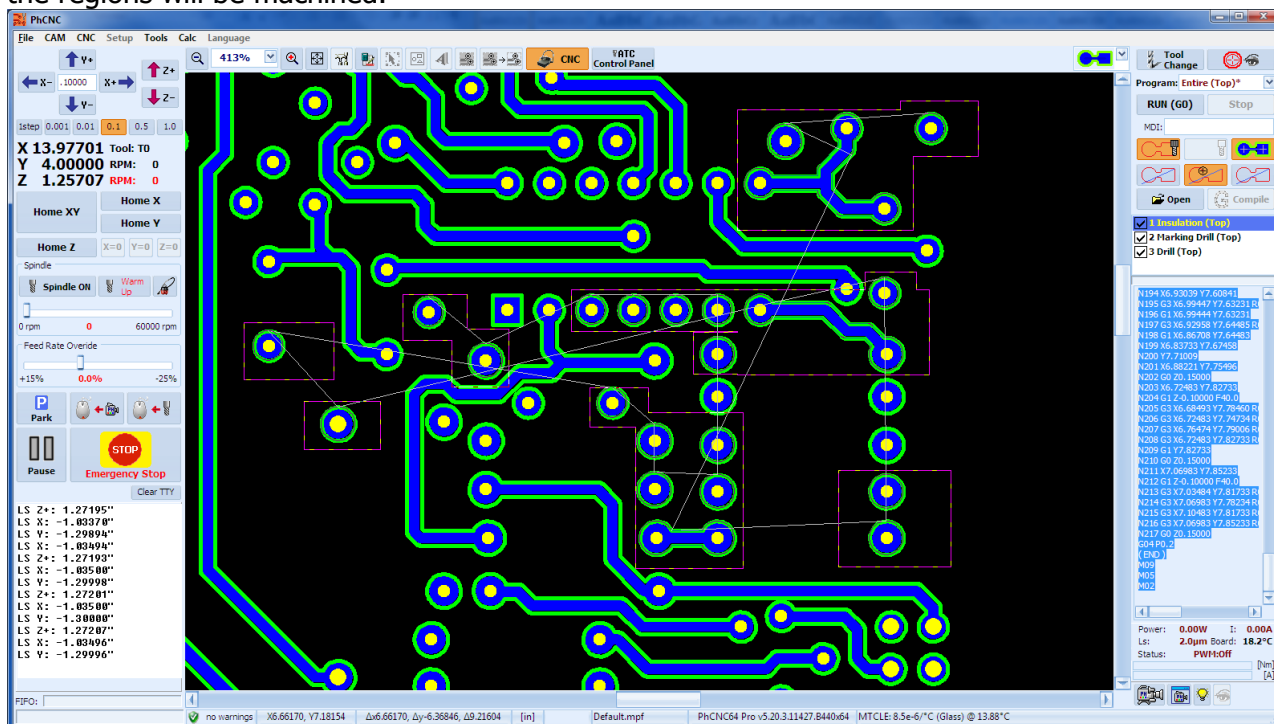 the regions will be machined.
PhCNC
File CAM CNC Setup Tools Calc Language
Y+
X- .10000 X+
Y-
Z+
Z-
413%
CNC
ATC
Control Panel
Tool
Change
1step 0.001 0.01 0.1 0.5 1.0
X 13.97701 Tool: T0
Y 4.00000 RPM: 0
Z 1.25707 RPM: 0
Home XY
Home X
Home Y
Home Z X=0 Y=0 Z=0
Spindle
Spindle ON Warm Up
0 rpm 0 60000 rpm
Feed Rate Overide
+15% 0.0% -25%
P
Park
Pause
STOP
Emergency Stop
Clear TTY
LS Z+: 1.27195"
LS X: -1.03370"
LS Y: -1.29894"
LS X: -1.03494"
LS Z+: 1.27193"
LS X: -1.03500"
LS Y: -1.29998"
LS Z+: 1.27201"
LS X: -1.03500"
LS Y: -1.30000"
LS Z+: 1.27207"
LS X: -1.03496"
LS Y: -1.29996"
FIFO:
Program: Entire (Top)*
RUN (G0) Stop
MDI:
Open Compile
1 Insulation (Top)
2 Marking Drill (Top)
3 Drill (Top)
N194 X6.93039 Y7.60841
N195 G3 X6.99447 Y7.63231 R
N196 G1 X6.99444 Y7.63231
N197 G3 X6.92958 Y7.64485 R
N198 G1 X6.86708 Y7.64483
N199 X6.83733 Y7.67458
N200 Y7.71009
N201 X6.88221 Y7.75496
N202 G0 Z0.15000
N203 X6.72483 Y7.82733
N204 G1 Z-0.10000 F40.0
N205 G3 X6.68493 Y7.78460 R
N206 G3 X6.72483 Y7.74734 R
N207 G3 X6.76474 Y7.79006 R
N208 G3 X6.72483 Y7.82733 R
N209 G1 Y7.82733
N210 G0 Z0.15000
N211 X7.06983 Y7.85233
N212 G1 Z-0.10000 F40.0
N213 G3 X7.03484 Y7.81733 R
N214 G3 X7.06983 Y7.78234 R
N215 G3 X7.10483 Y7.81733 R
N216 G3 X7.06983 Y7.85233 R
N217 G0 Z0.15000
G04 P0.2
( END )
M09
M05
M02
Power: 0.00W I: 0.00A
Ls: 2.0µm Board: 18.2°C
Status: PWM:Off
[Nm]
[A]
no warnings X6.66170, Y7.18154 Δx6.66170, Δy-6.36846, Δ9.21604 [in] Default.mpf PhCNC64 Pro v5.20.3.11427.B440x64 MTCLE: 8.5e-6/°C (Glass) @ 13.88°C